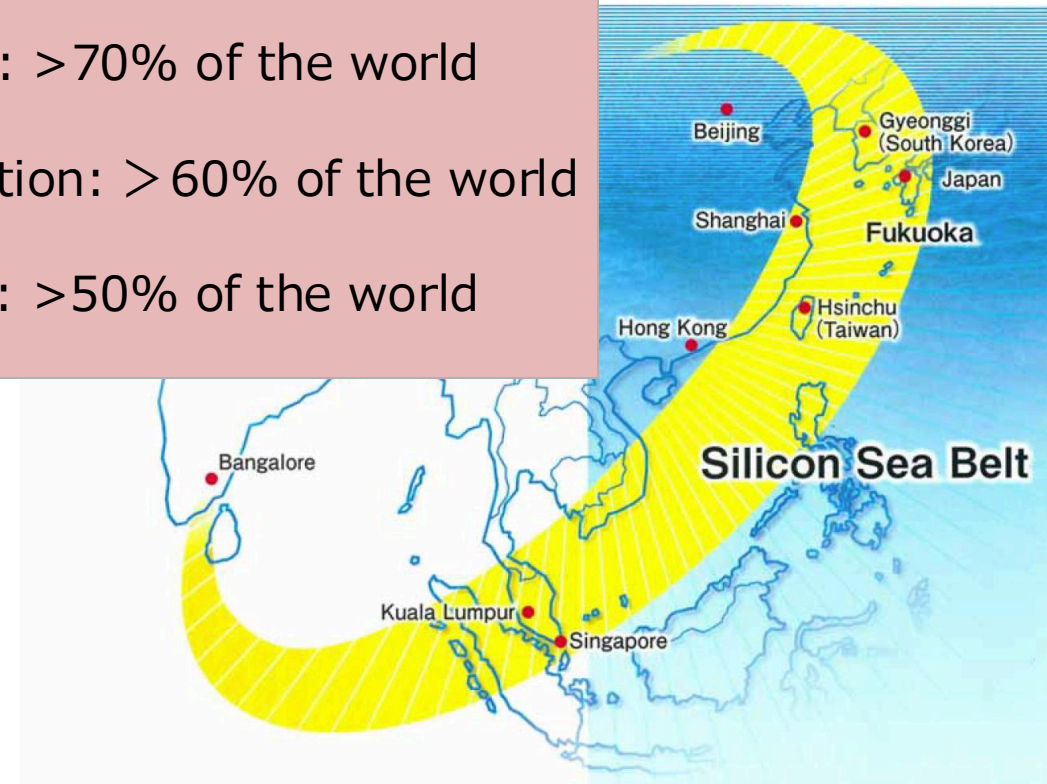 : >70% of the world
tion: ＞60% of the world
: >50% of the world
Beijing
Gyeonggi
(South Korea)
Japan
Shanghai
Fukuoka
Hsinchu
(Taiwan)
Hong Kong
Silicon Sea Belt
Bangalore
Kuala Lumpur
Singapore